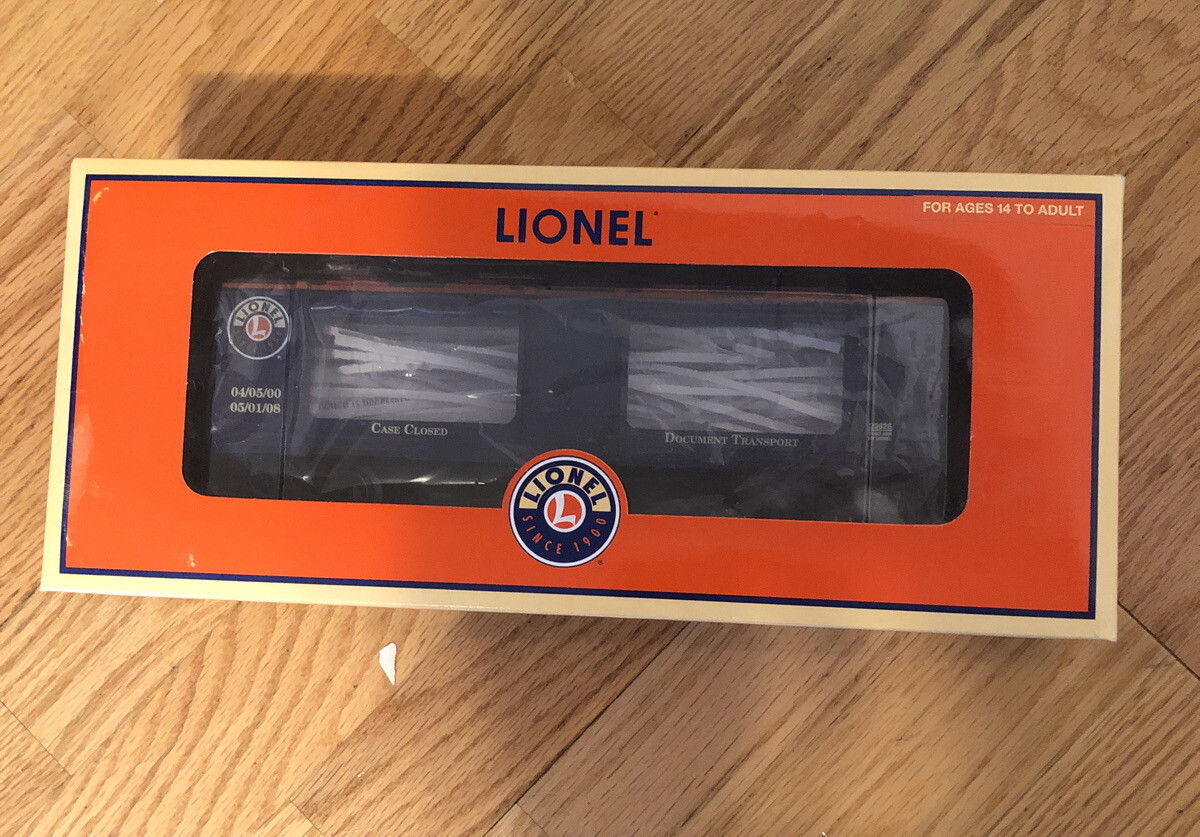 LIONEL
FOR AGES 14 TO ADULT
LIONEL
L
04/05/00
05/01/08
CASE CLOSED
DOCUMENT TRANSPORT
LIONEL
L
SINCE 1900